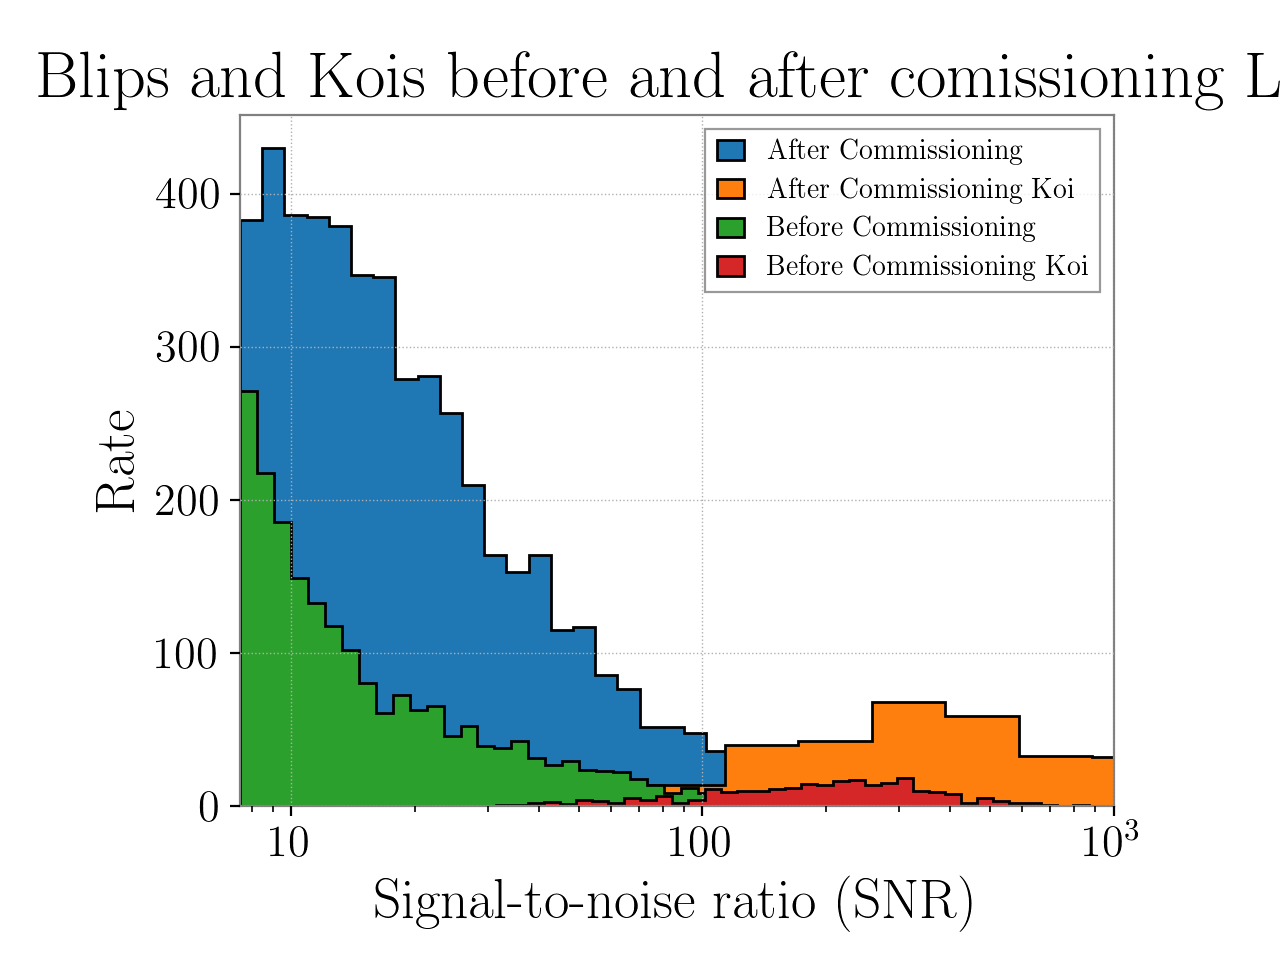 Blips and Kois before and after comissioning L
After Commissioning
After Commissioning Koi
Before Commissioning
Before Commissioning Koi
400
300
200
100
0
Rate
10
100
10³
Signal-to-noise ratio (SNR)